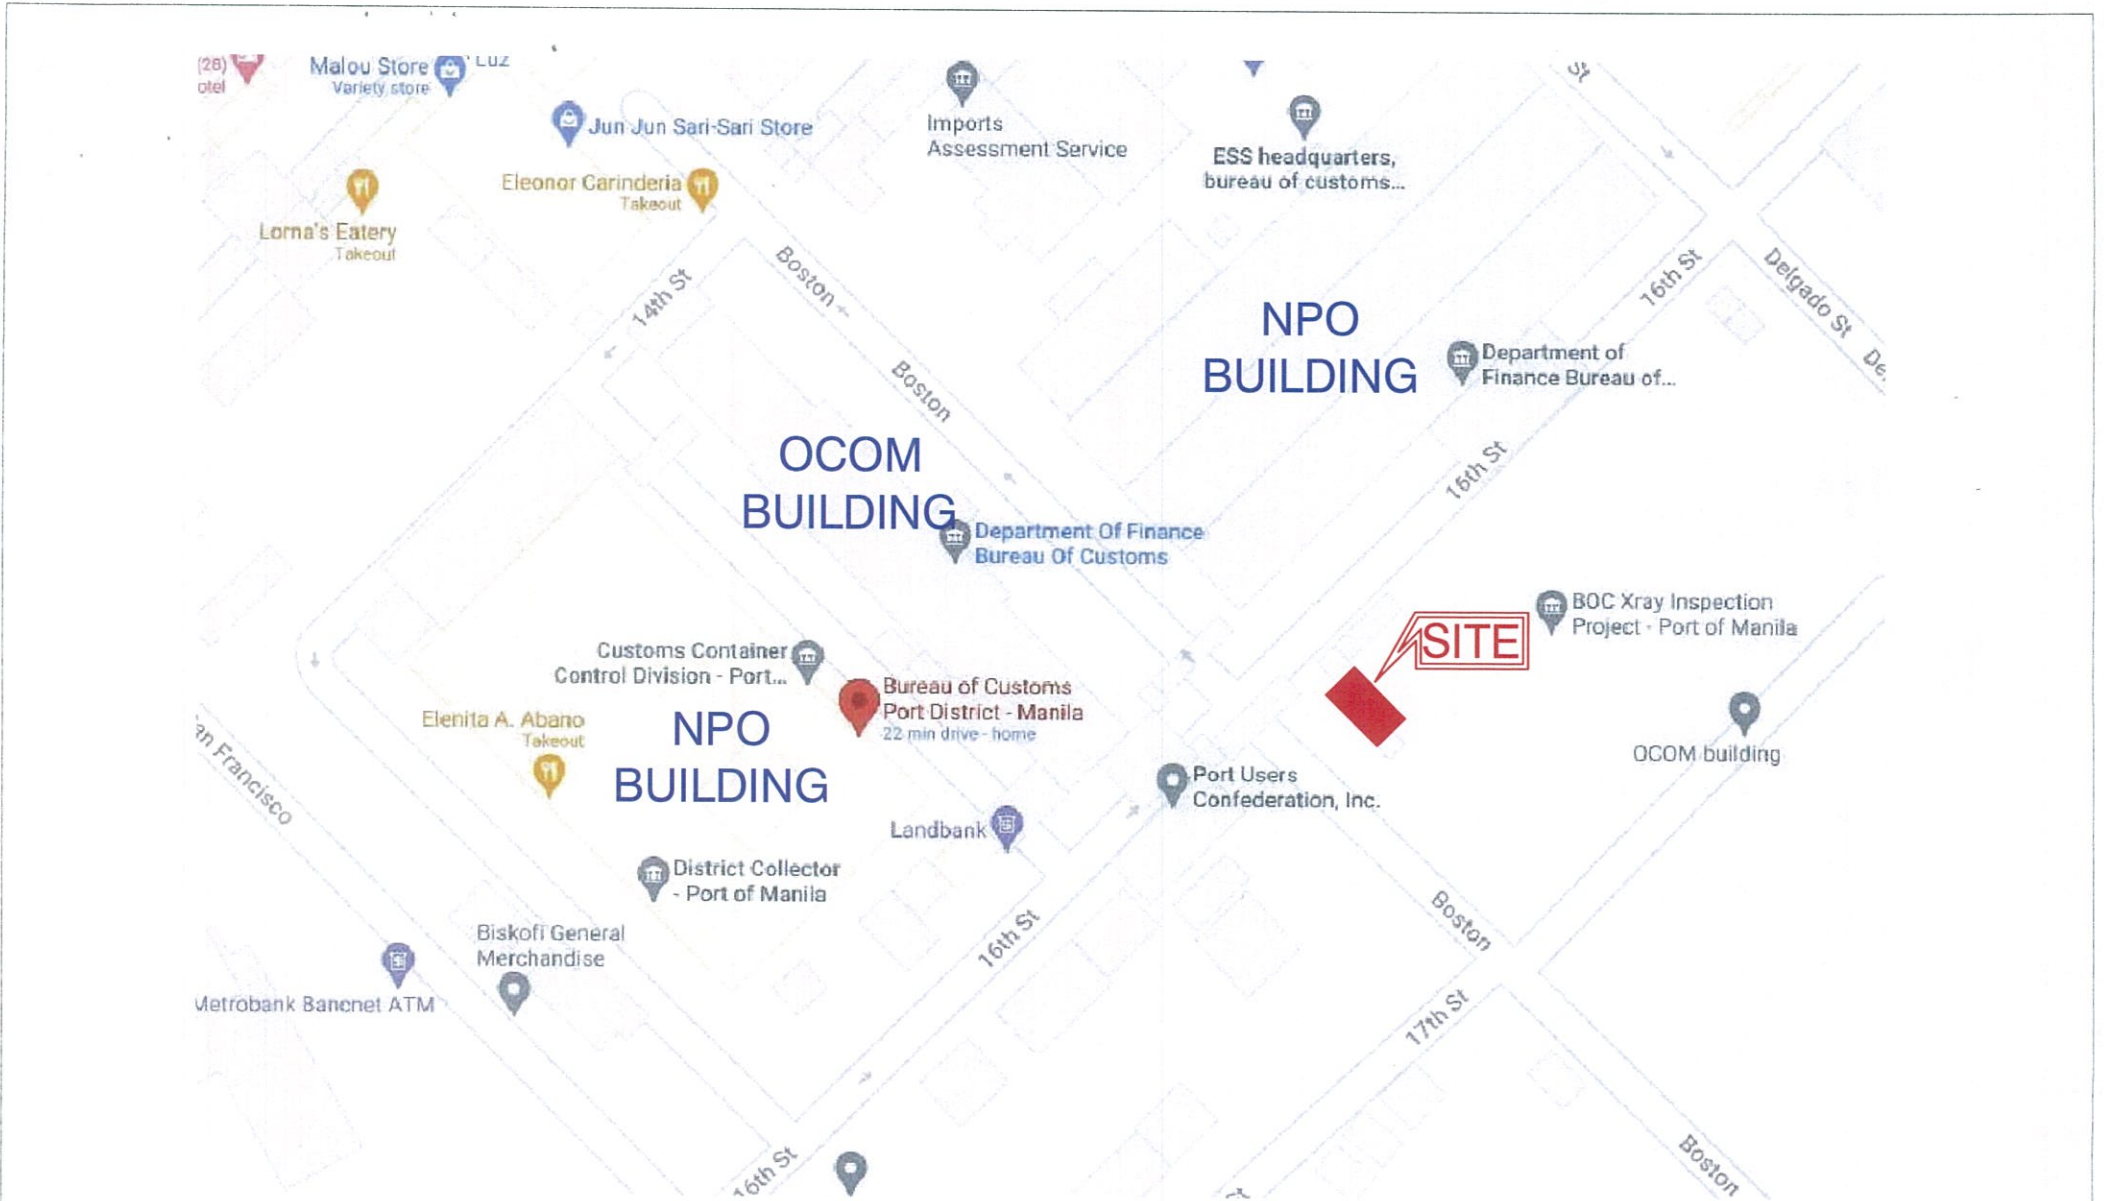 (26)
otel
Malou Store
Variety store
Luz
Jun Jun Sari-Sari Store
Imports
Assessment Service
ESS headquarters,
bureau of customs...
St
Eleonor Carinderia
Takeout
Lorna's Eatery
Takeout
14th St
Boston
16th St
Delgado St
De
NPO
BUILDING
Department of
Finance Bureau of...
Boston
OCOM
BUILDING
16th St
Department Of Finance
Bureau Of Customs
BOC Xray Inspection
Project - Port of Manila
SITE
Customs Container
Control Division - Port...
Bureau of Customs
Port District - Manila
22 min drive - home
Elenita A. Abano
Takeout
NPO
BUILDING
OCOM building
an Francisco
Port Users
Confederation, Inc.
Landbank
District Collector
- Port of Manila
Boston
16th St
Biskofi General
Merchandise
Metrobank Bancnet ATM
17th St
Boston
16th St